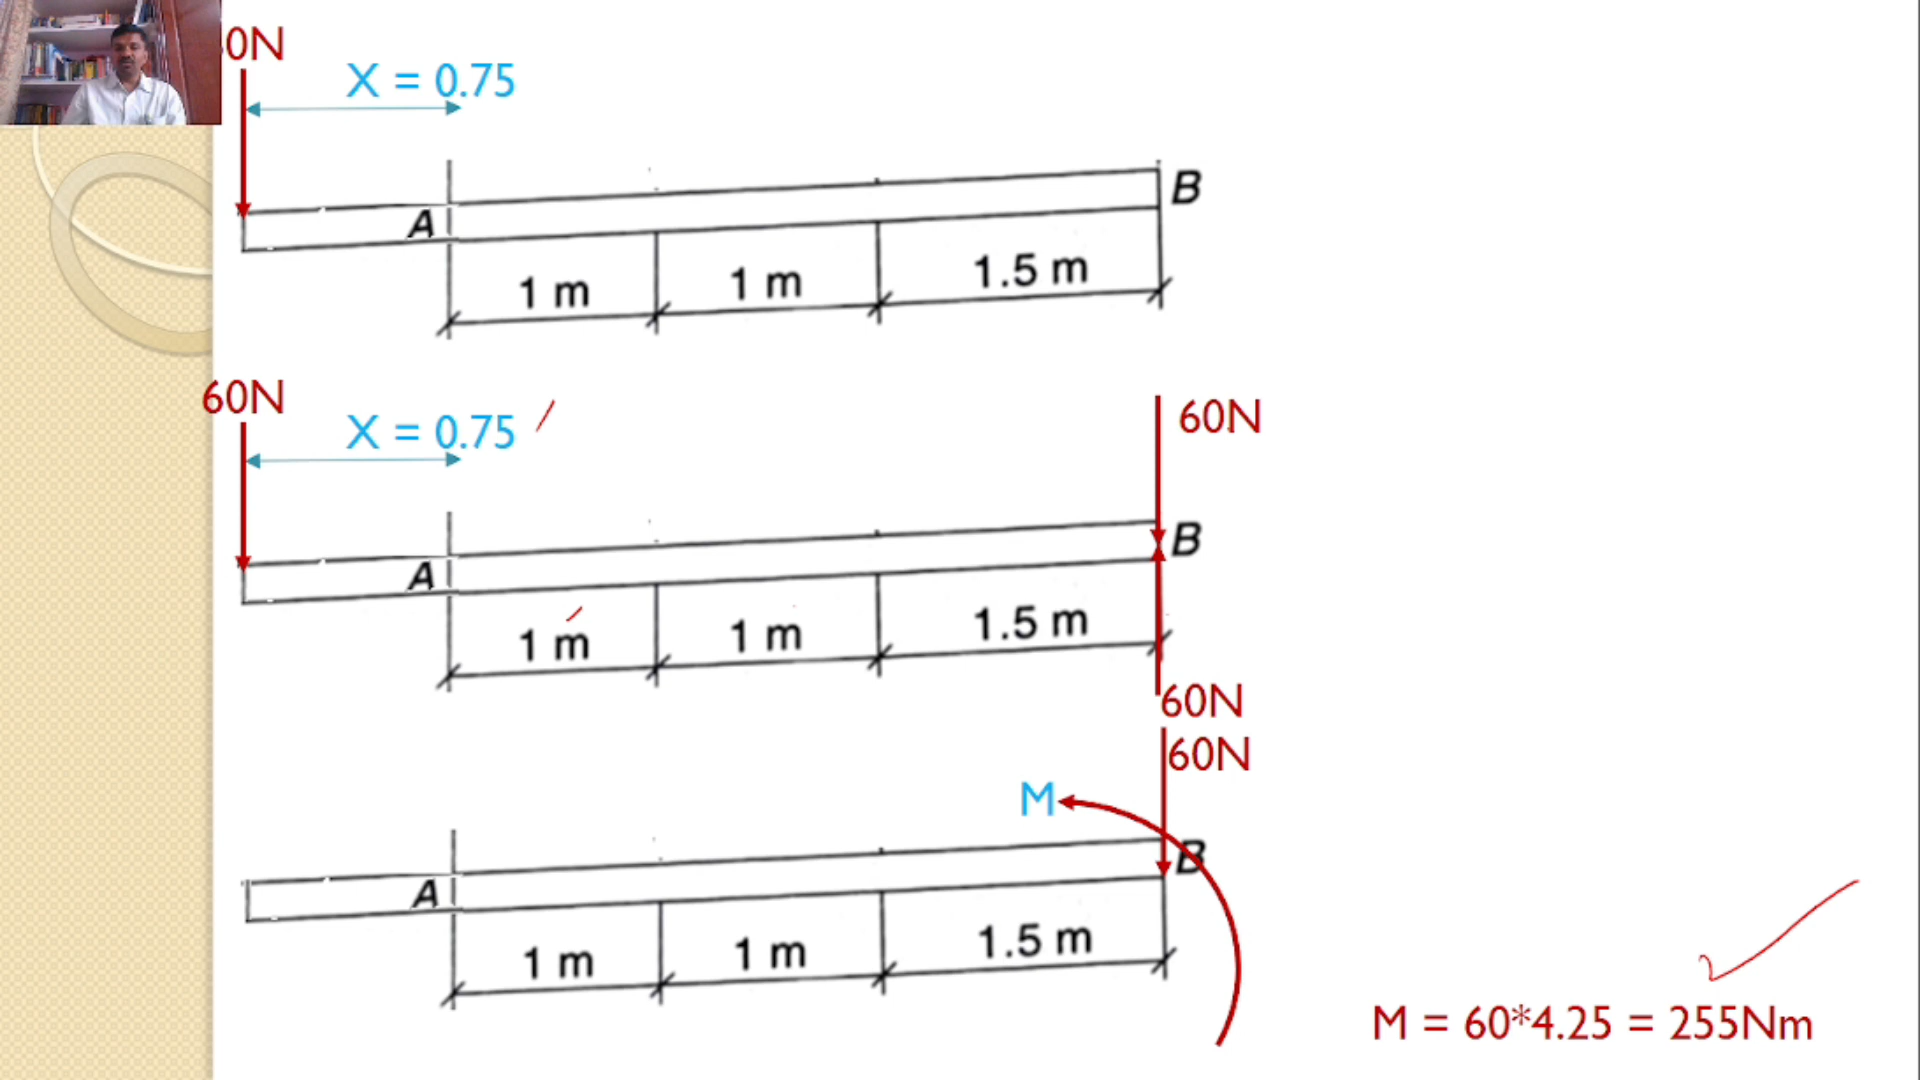 0N
X = 0.75
A
B
1 m
1 m
1.5 m
60N
X = 0.75
60N
A
B
1 m
1 m
1.5 m
60N
60N
M
A
B
1 m
1 m
1.5 m
M = 60*4.25 = 255Nm